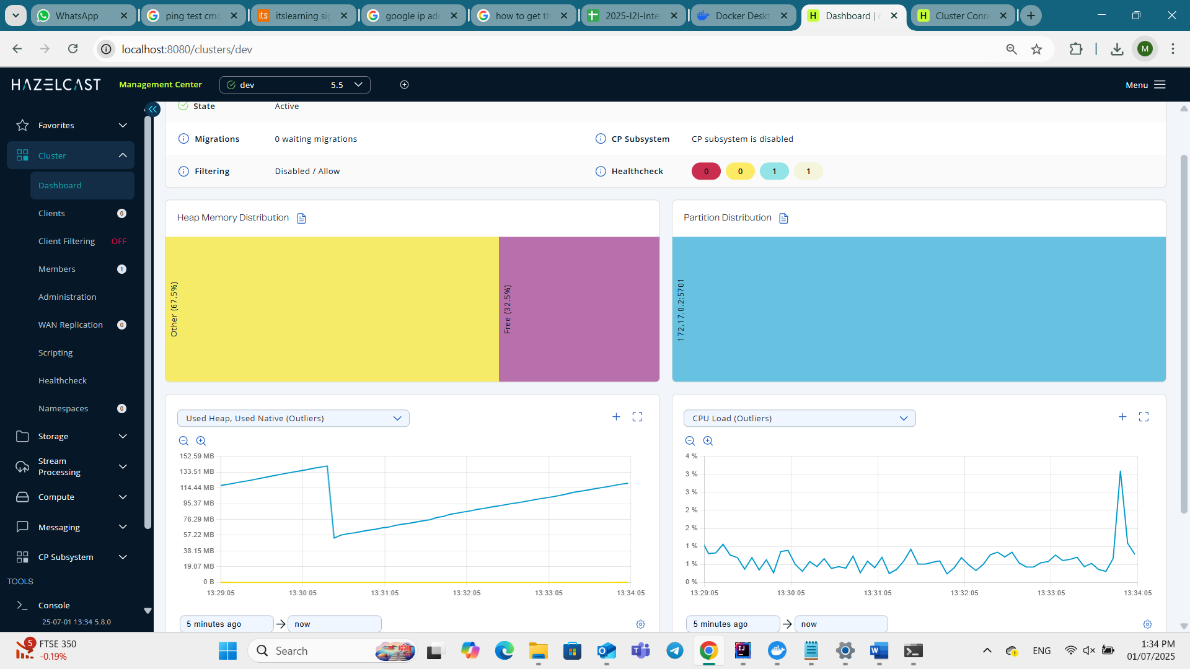 WhatsApp
ping test cmd
itslearning sig
google ip add
how to get th
2025-I2I-Inte
Docker Deskt
Dashboard |
Cluster Conn
localhost:8080/clusters/dev
M
HAZELCAST Management Center dev 5.5 Menu
Favorites
Cluster
Dashboard
Clients 0
Client Filtering OFF
Members 1
Administration
WAN Replication 0
Scripting
Healthcheck
Namespaces 0
Storage
Stream
Processing
Compute
Messaging
CP Subsystem
TOOLS
Console
25-07-01 13:34 5.8.0
State Active
Migrations 0 waiting migrations CP Subsystem CP subsystem is disabled
Filtering Disabled / Allow Healthcheck 0 0 1 1
Heap Memory Distribution
Other (67.5%)
Free (32.5%)
Partition Distribution
172.17.0.2:5701
Used Heap, Used Native (Outliers)
152.59 MB
133.51 MB
114.44 MB
95.37 MB
76.29 MB
57.22 MB
38.15 MB
19.07 MB
0 B
13:29:05 13:30:05 13:31:05 13:32:05 13:33:05 13:34:05
5 minutes ago now
CPU Load (Outliers)
4 %
3 %
3 %
2 %
2 %
1 %
1 %
0 %
13:29:05 13:30:05 13:31:05 13:32:05 13:33:05 13:34:05
5 minutes ago now
5
FTSE 350
-0.19%
Search
ENG
1:34 PM
01/07/2025